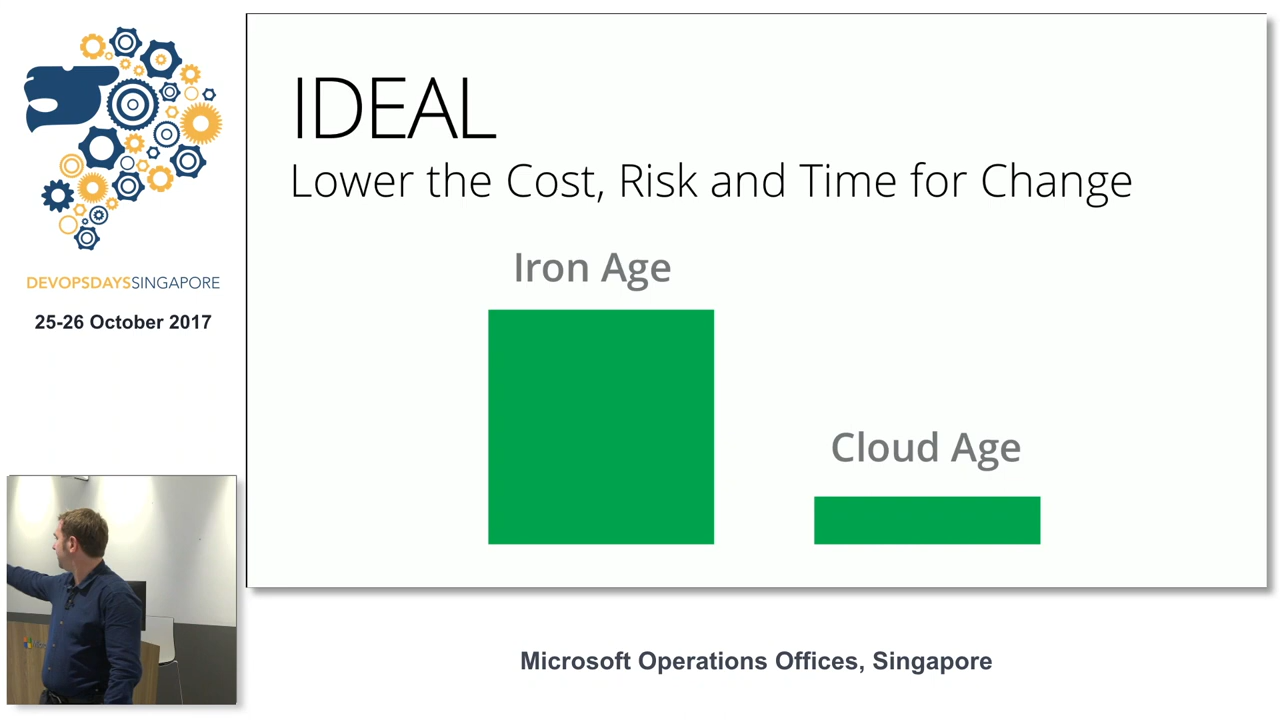 IDEAL
Lower the Cost, Risk and Time for Change
Iron Age
Cloud Age
DEVOPSDAYSSINGAPORE
25-26 October 2017
Microsoft Operations Offices, Singapore